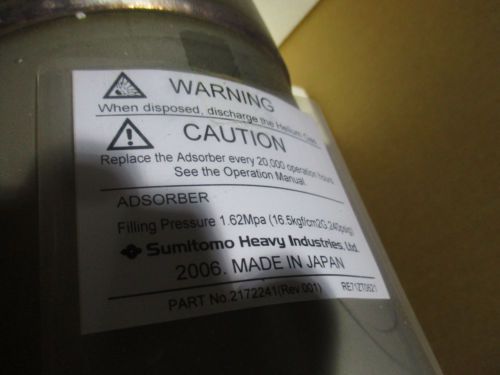 WARNING
When disposed, discharge the Helium Gas.
CAUTION
Replace the Adsorber every 20,000 operation hours.
See the Operation Manual.
ADSORBER
Filling Pressure 1.62Mpa (16.5kgf/cm2G.240psig)
Sumitomo Heavy Industries, Ltd.
2006. MADE IN JAPAN
PART No.2172241(Rev.001) RE71Z70621